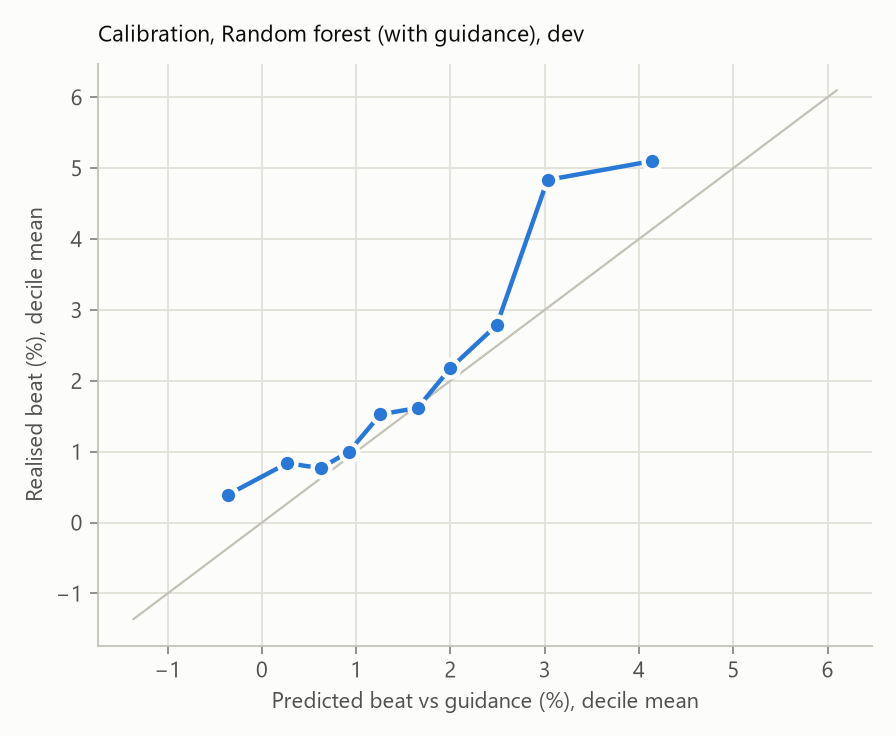 Calibration, Random forest (with guidance), dev
Realised beat (%), decile mean
6
5
4
3
2
1
0
−1
−1 0 1 2 3 4 5 6
Predicted beat vs guidance (%), decile mean